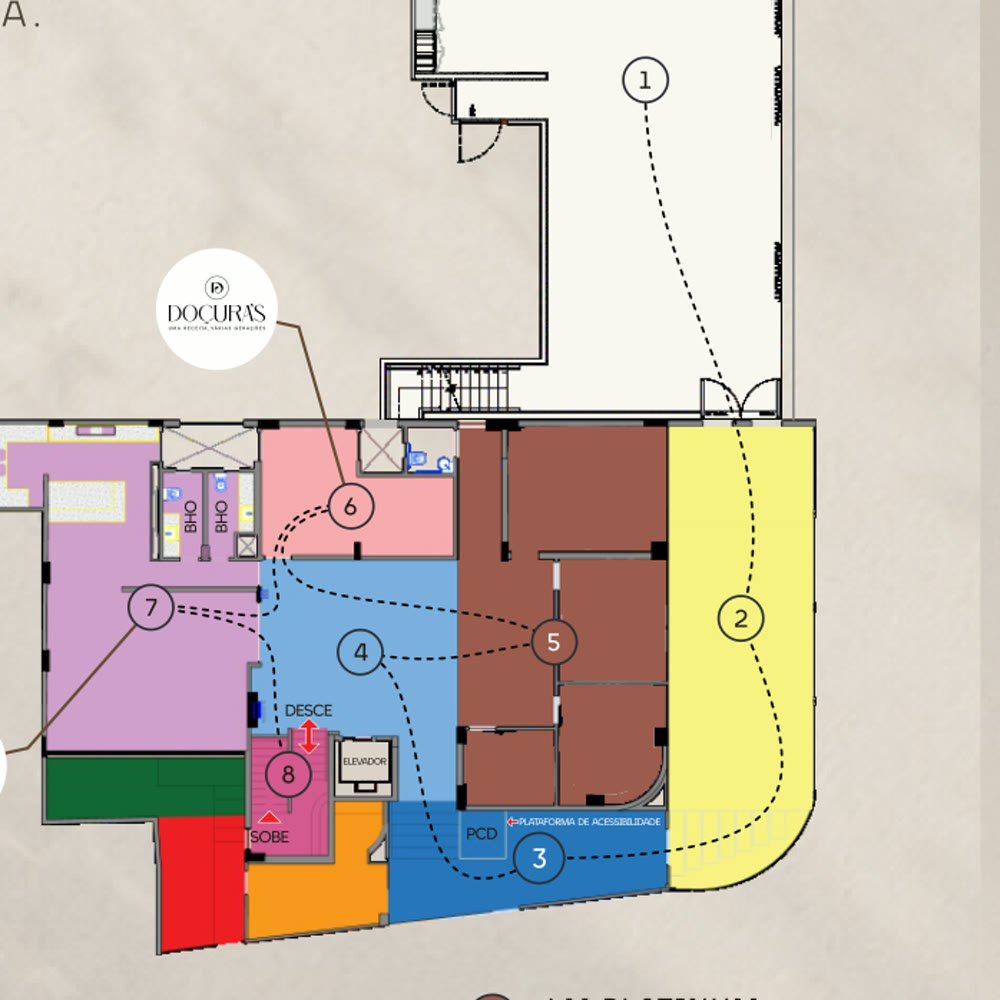 A.
1
DOÇURA'S
UMA RECEITA, VÁRIAS GERAÇÕES
6
BHO
BHO
7
2
5
4
DESCE
ELEVADOR
8
SOBE
PLATAFORMA DE ACESSIBILIDADE
PCD
3